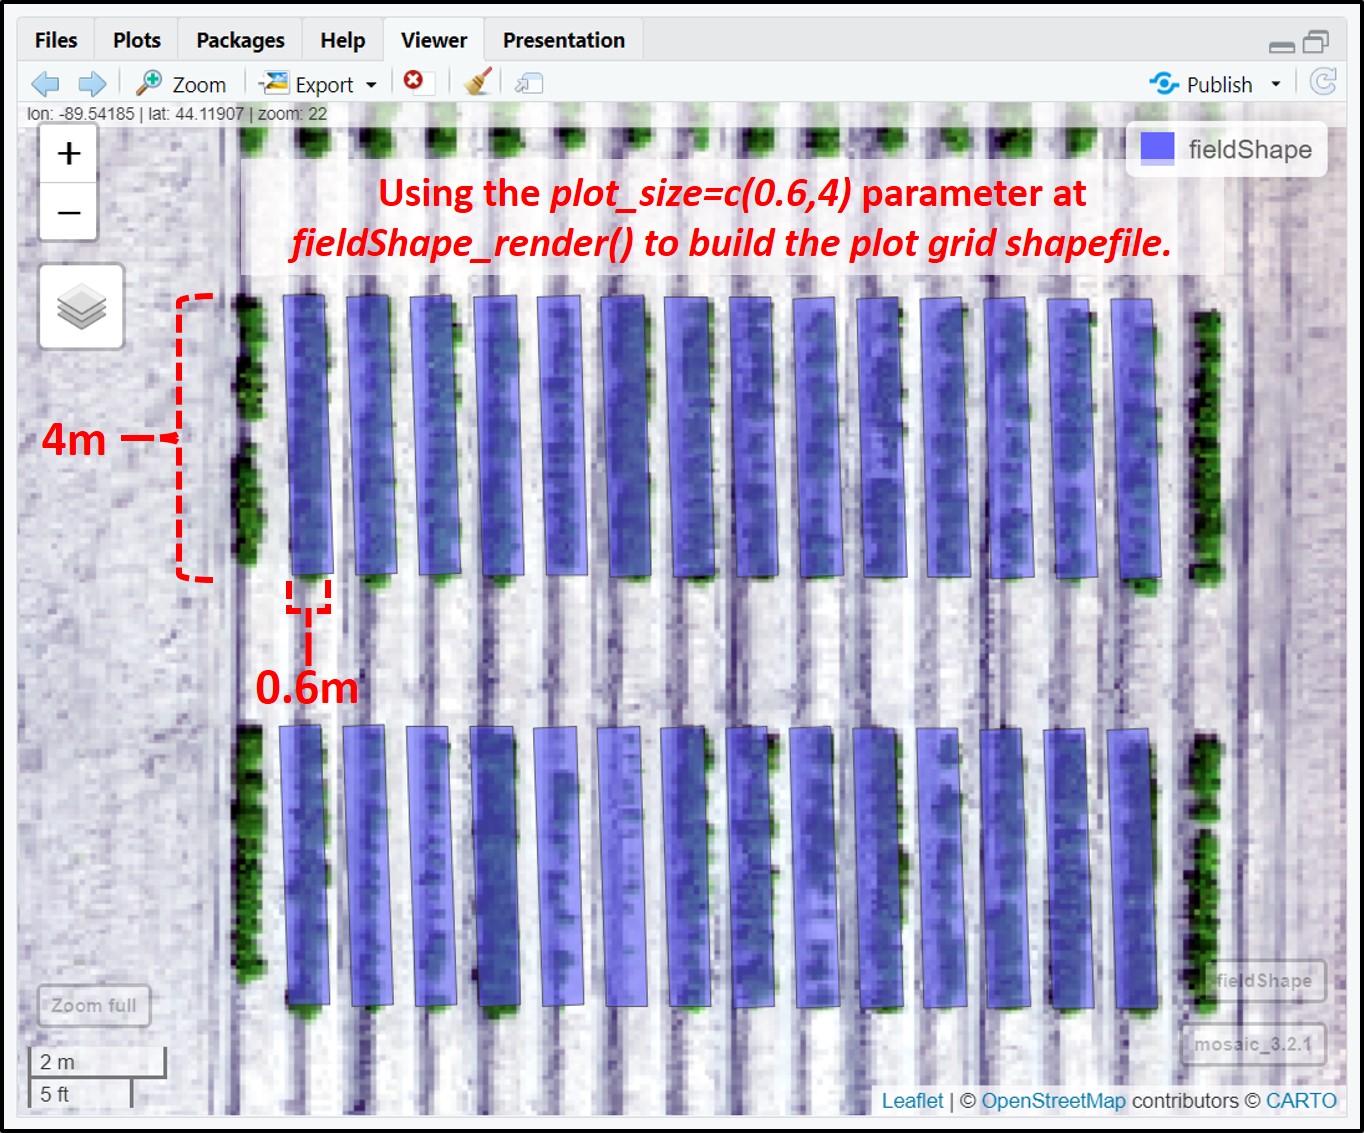 Files Plots Packages Help Viewer Presentation
Zoom Export Publish
lon: -89.54185 | lat: 44.11907 | zoom: 22
+
−
fieldShape
Using the plot_size=c(0.6,4) parameter at
fieldShape_render() to build the plot grid shapefile.
4m
0.6m
Zoom full
fieldShape
mosaic_3.2.1
2 m
5 ft
Leaflet | © OpenStreetMap contributors © CARTO